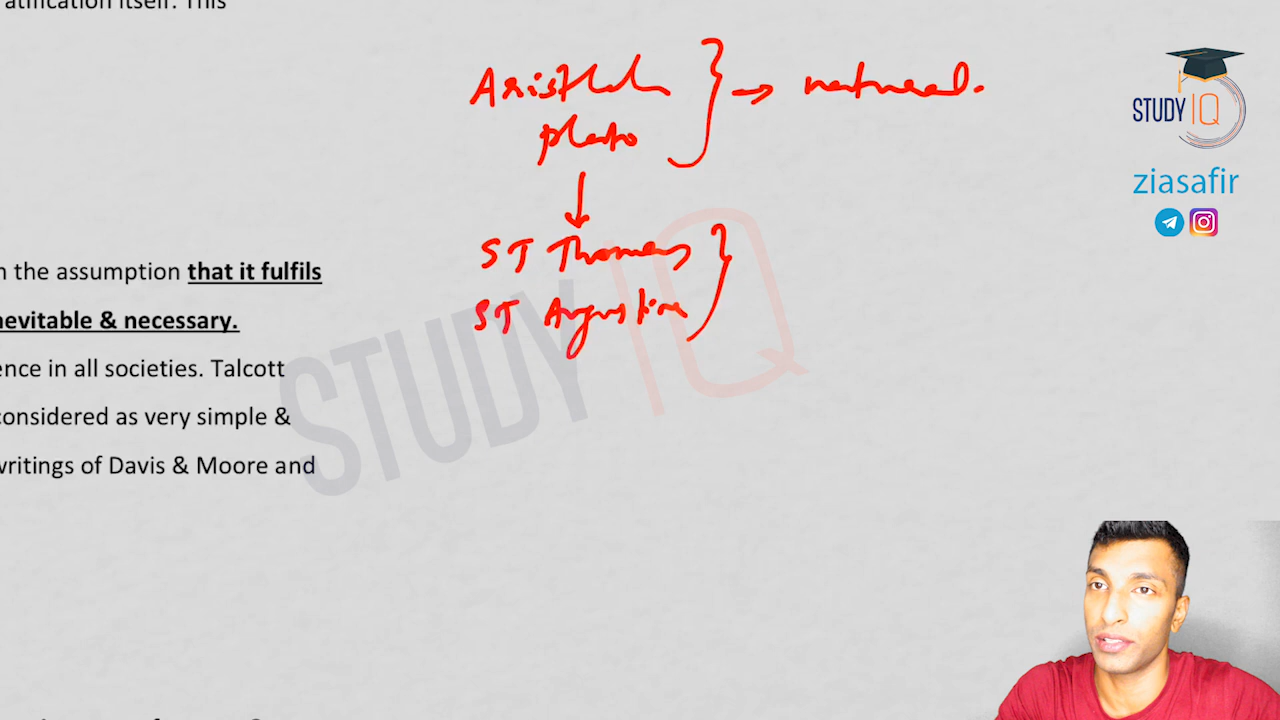 atification itself. This
Aristotle
Plato
→ natural.
STUDY IQ
ziasafir
ST Thomas
ST Augustine
n the assumption that it fulfils
nevitable & necessary.
ence in all societies. Talcott
considered as very simple &
writings of Davis & Moore and
STUDY IQ